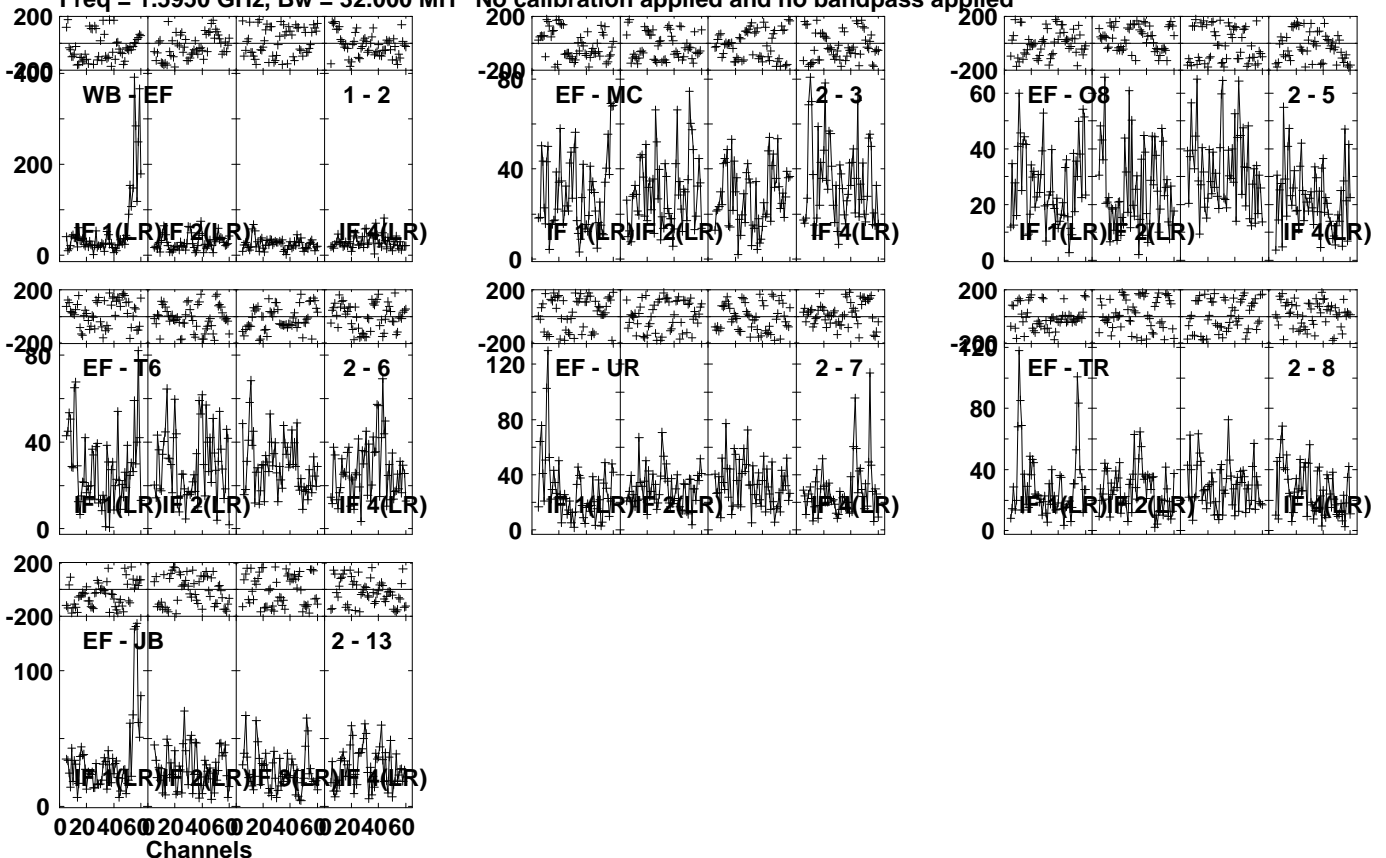 Freq = 1.5950 GHz, Bw = 32.000 MH No calibration applied and no bandpass applied
200
-200
400
200
0
WB - EF 1 - 2
IF 1(LR) IF 2(LR) IF 4(LR)
200
-200
80
40
0
EF - MC 2 - 3
IF 1(LR) IF 2(LR) IF 4(LR)
200
-200
60
40
20
0
EF - O8 2 - 5
IF 1(LR) IF 2(LR) IF 4(LR)
200
-200
80
40
0
EF - T6 2 - 6
IF 1(LR) IF 2(LR) IF 4(LR)
200
-200
120
80
40
0
EF - UR 2 - 7
IF 1(LR) IF 2(LR) IF 4(LR)
200
-200
120
80
40
0
EF - TR 2 - 8
IF 1(LR) IF 2(LR) IF 4(LR)
200
-200
100
0
EF - JB 2 - 13
IF 1(LR) IF 2(LR) IF 3(LR) IF 4(LR)
0 20 40 60 0 20 40 60 0 20 40 60 0 20 40 60
Channels